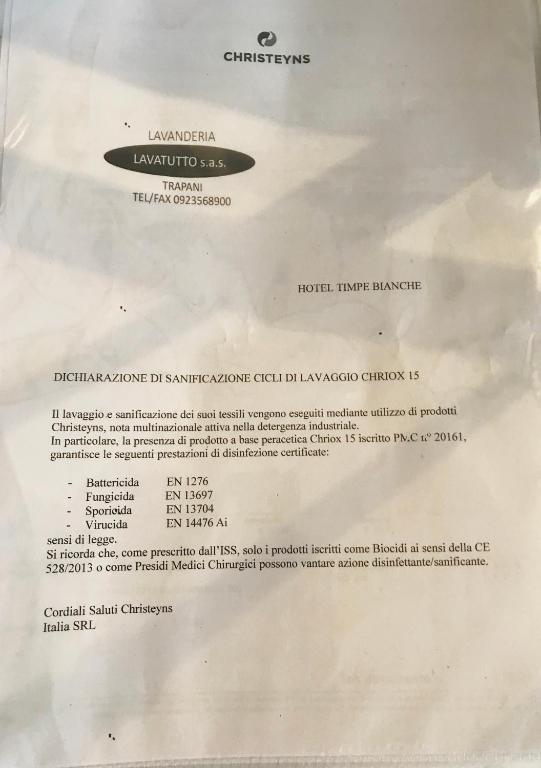 CHRISTEYNS
LAVANDERIA
LAVATUTTO s.a.s.
TRAPANI
TEL/FAX 0923568900
HOTEL TIMPE BIANCHE
DICHIARAZIONE DI SANIFICAZIONE CICLI DI LAVAGGIO CHRIOX 15
Il lavaggio e sanificazione dei suoi tessili vengono eseguiti mediante utilizzo di prodotti
Christeyns, nota multinazionale attiva nella detergenza industriale.
In particolare, la presenza di prodotto a base peracetica Chriox 15 iscritto PMC n° 20161,
garantisce le seguenti prestazioni di disinfezione certificate:
- Battericida EN 1276
- Fungicida EN 13697
- Sporicida EN 13704
- Virucida EN 14476 Ai
sensi di legge.
Si ricorda che, come prescritto dall'ISS, solo i prodotti iscritti come Biocidi ai sensi della CE
528/2013 o come Presidi Medici Chirurgici possono vantare azione disinfettante/sanificante.
Cordiali Saluti Christeyns
Italia SRL